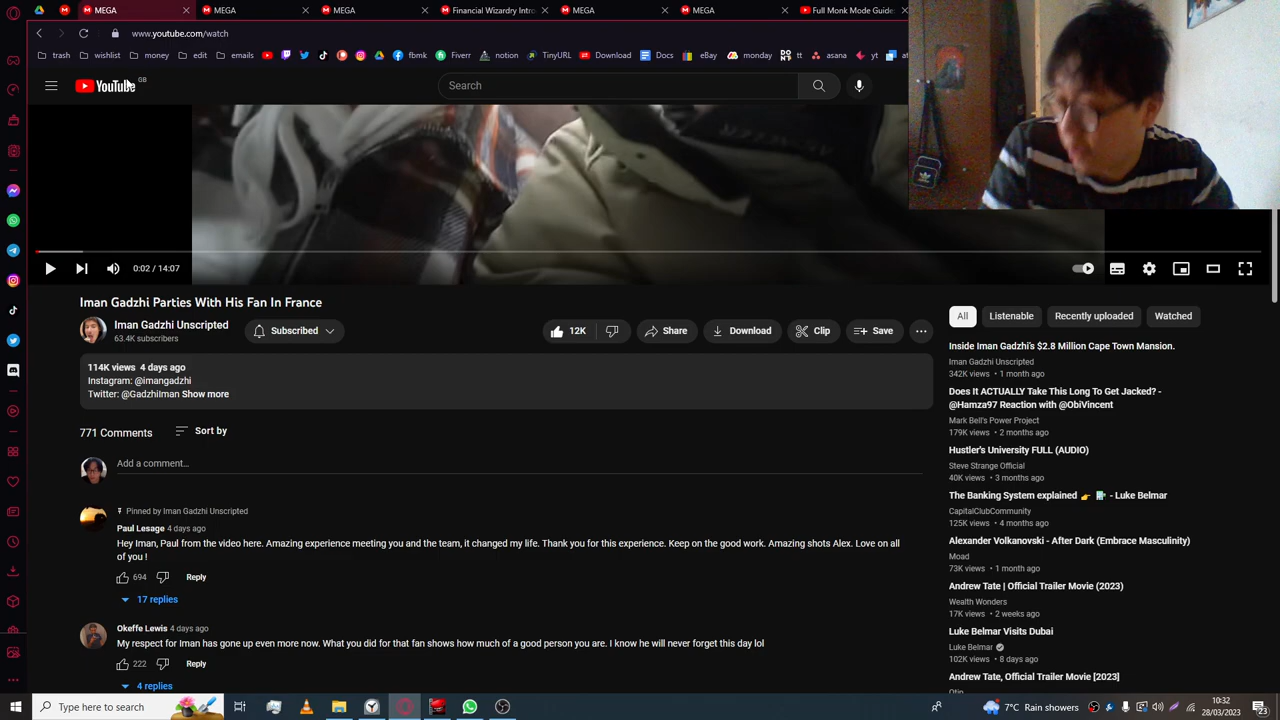 MEGA
MEGA
MEGA
Financial Wizardry Intro
MEGA
MEGA
Full Monk Mode Guide
www.youtube.com/watch
trash
wishlist
money
edit
emails
fbmk
Fiverr
notion
TinyURL
Download
Docs
eBay
monday
tt
asana
yt
at
YouTube GB
Search
0:02 / 14:07
Iman Gadzhi Parties With His Fan In France
Iman Gadzhi Unscripted
63.4K subscribers
Subscribed
12K
Share
Download
Clip
Save
114K views 4 days ago
Instagram: @imangadzhi
Twitter: @GadzhiIman Show more
771 Comments
Sort by
Add a comment...
Pinned by Iman Gadzhi Unscripted
Paul Lesage 4 days ago
Hey Iman, Paul from the video here. Amazing experience meeting you and the team, it changed my life. Thank you for this experience. Keep on the good work. Amazing shots Alex. Love on all
of you !
694
Reply
17 replies
Okeffe Lewis 4 days ago
My respect for Iman has gone up even more now. What you did for that fan shows how much of a good person you are. I know he will never forget this day lol
222
Reply
4 replies
All
Listenable
Recently uploaded
Watched
Inside Iman Gadzhi's $2.8 Million Cape Town Mansion.
Iman Gadzhi Unscripted
342K views • 1 month ago
Does It ACTUALLY Take This Long To Get Jacked? -
@Hamza97 Reaction with @ObiVincent
Mark Bell's Power Project
179K views • 2 months ago
Hustler's University FULL (AUDIO)
Steve Strange Official
40K views • 3 months ago
The Banking System explained 👉 🏦 - Luke Belmar
CapitalClubCommunity
125K views • 4 months ago
Alexander Volkanovski - After Dark (Embrace Masculinity)
Moad
73K views • 1 month ago
Andrew Tate | Official Trailer Movie (2023)
Wealth Wonders
17K views • 2 weeks ago
Luke Belmar Visits Dubai
Luke Belmar
102K views • 8 days ago
Andrew Tate, Official Trailer Movie [2023]
Type here to search
7°C Rain showers
10:32
28/03/2023